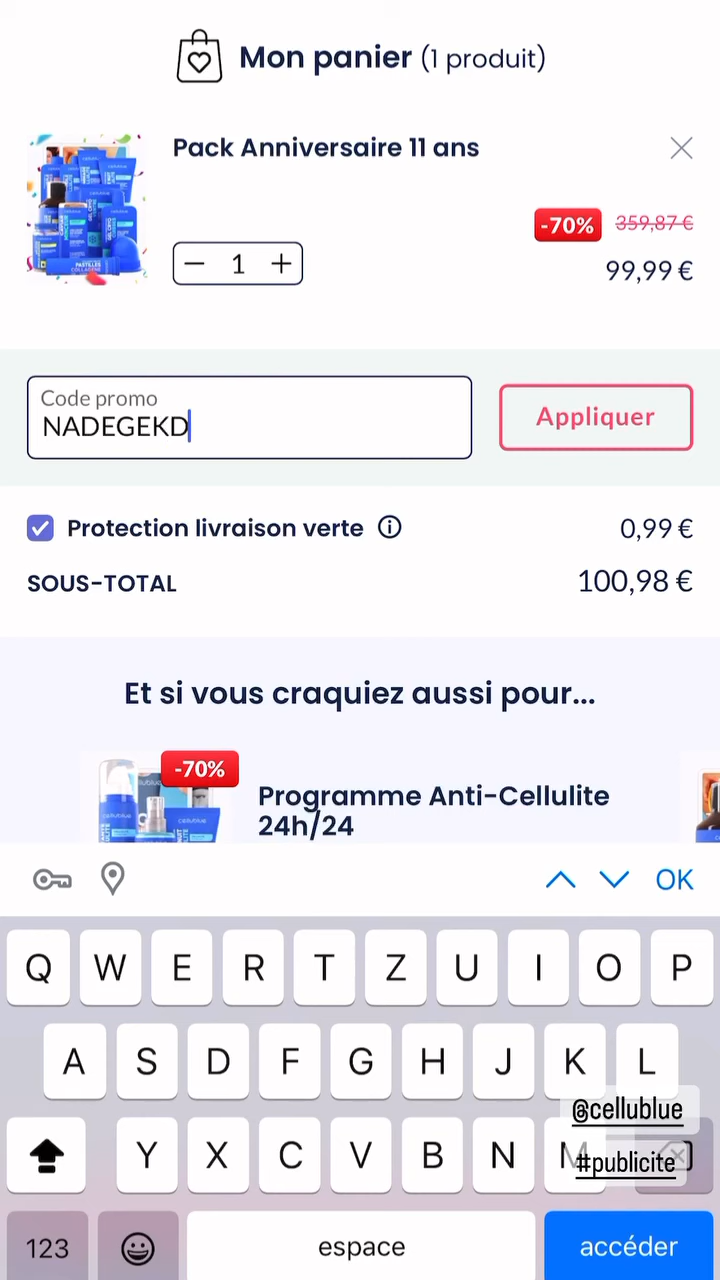 Mon panier (1 produit)
Pack Anniversaire 11 ans
-70% 359,87 €
1
99,99 €
Code promo
NADEGEKD
Appliquer
Protection livraison verte
0,99 €
SOUS-TOTAL
100,98 €
Et si vous craquiez aussi pour...
-70%
Programme Anti-Cellulite
24h/24
OK
Q W E R T Z U I O P
A S D F G H J K L
@cellublue
Y X C V B N M
#publicite
123
espace
accéder